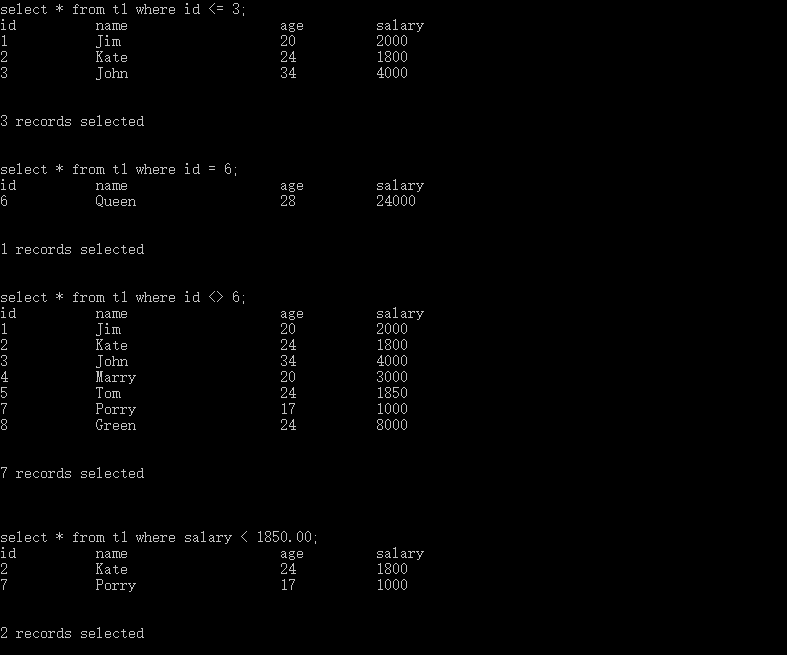 select * from t1 where id <= 3;
id name age salary
1 Jim 20 2000
2 Kate 24 1800
3 John 34 4000
3 records selected
select * from t1 where id = 6;
id name age salary
6 Queen 28 24000
1 records selected
select * from t1 where id <> 6;
id name age salary
1 Jim 20 2000
2 Kate 24 1800
3 John 34 4000
4 Marry 20 3000
5 Tom 24 1850
7 Porry 17 1000
8 Green 24 8000
7 records selected
select * from t1 where salary < 1850.00;
id name age salary
2 Kate 24 1800
7 Porry 17 1000
2 records selected